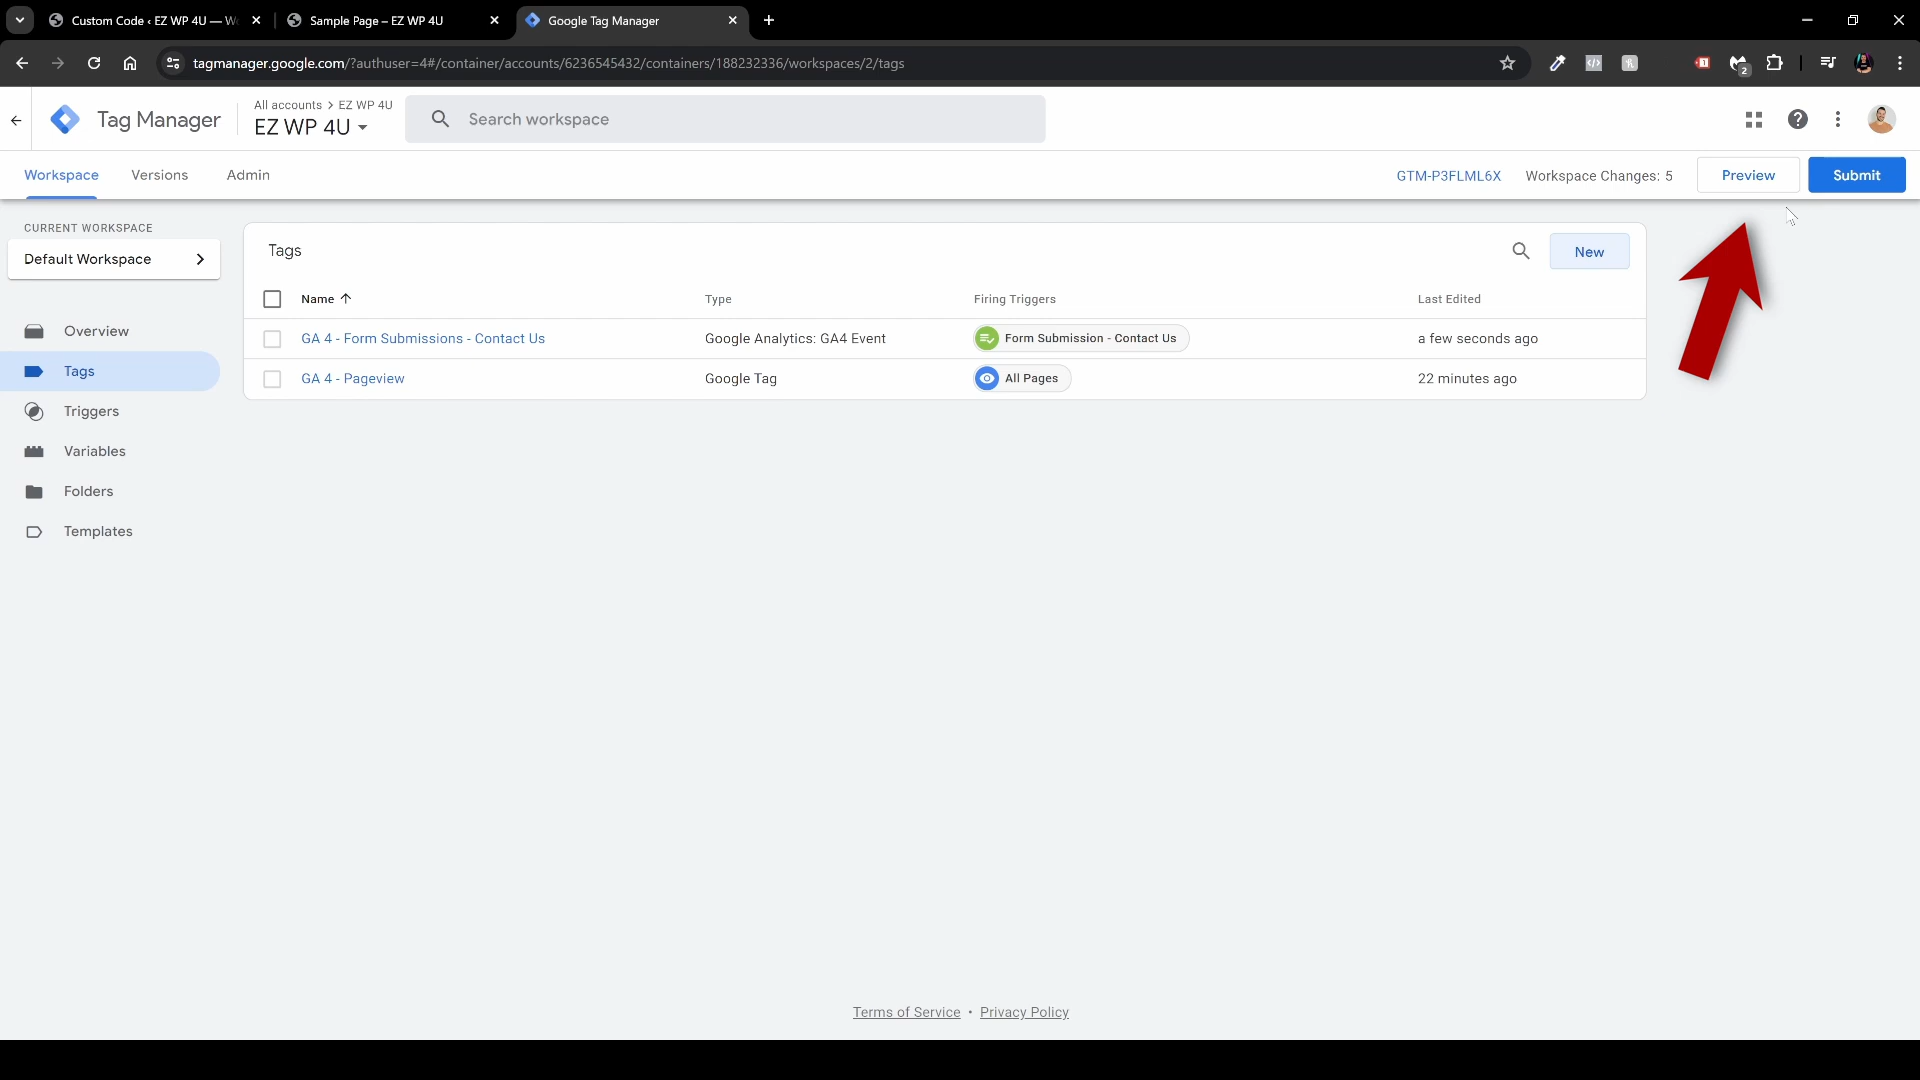 Custom Code ‹ EZ WP 4U — W
Sample Page – EZ WP 4U
Google Tag Manager
tagmanager.google.com/?authuser=4#/container/accounts/6236545432/containers/188232336/workspaces/2/tags
1
2
Tag Manager
All accounts > EZ WP 4U
EZ WP 4U
Search workspace
Workspace
Versions
Admin
GTM-P3FLML6X
Workspace Changes: 5
Preview
Submit
CURRENT WORKSPACE
Default Workspace
Overview
Tags
Triggers
Variables
Folders
Templates
Tags
New
Name
Type
Firing Triggers
Last Edited
GA 4 - Form Submissions - Contact Us
Google Analytics: GA4 Event
Form Submission - Contact Us
a few seconds ago
GA 4 - Pageview
Google Tag
All Pages
22 minutes ago
Terms of Service • Privacy Policy